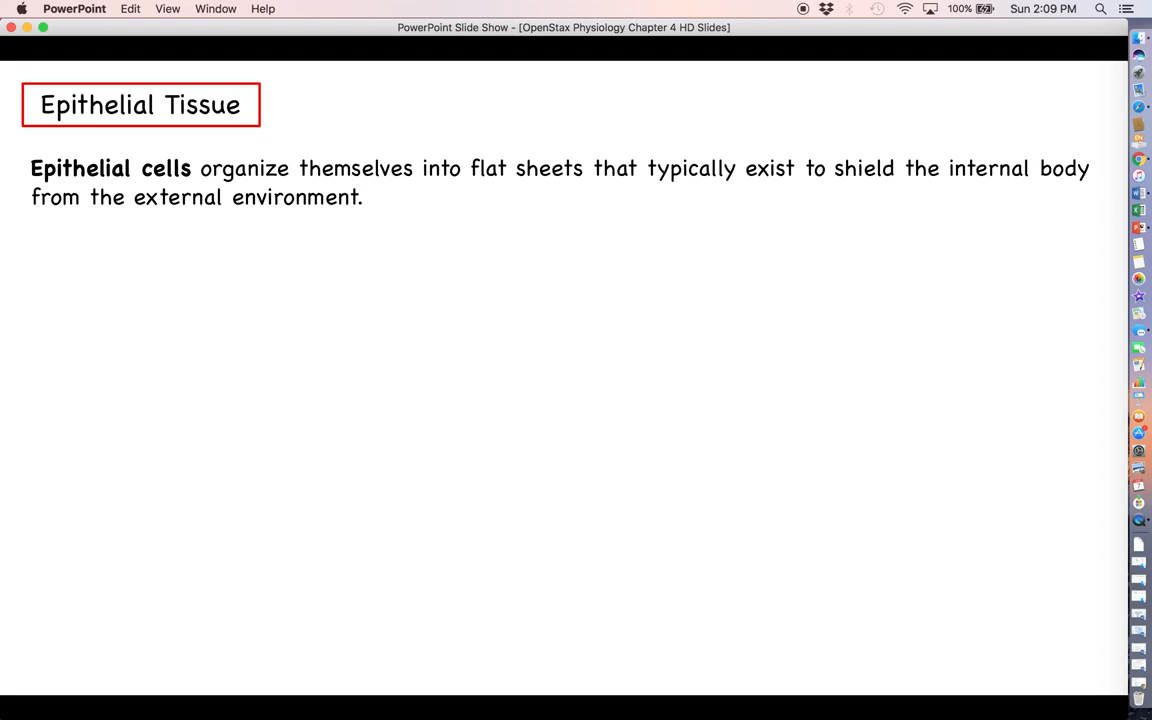 PowerPoint Edit View Window Help 100% Sun 2:09 PM
PowerPoint Slide Show - [OpenStax Physiology Chapter 4 HD Slides]
Epithelial Tissue
Epithelial cells organize themselves into flat sheets that typically exist to shield the internal body
from the external environment.